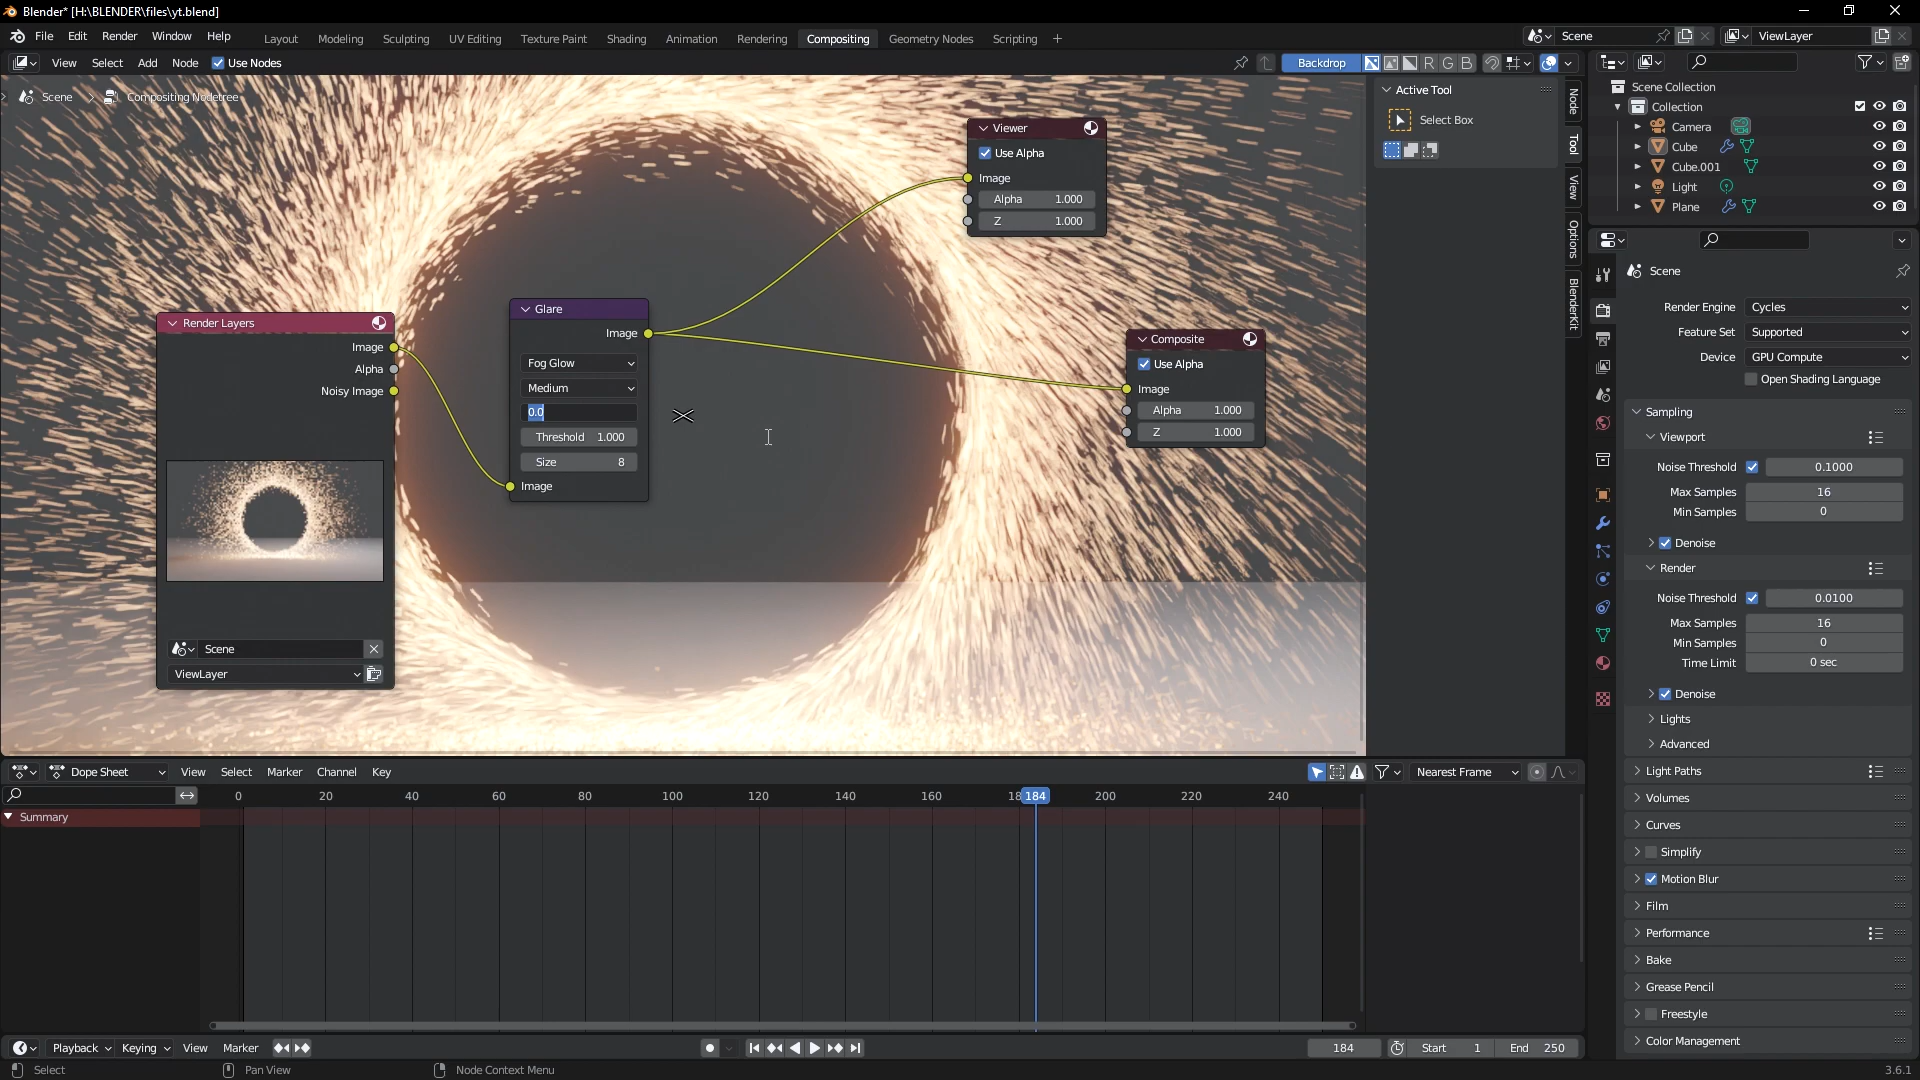 Blender* [H:\BLENDER\files\yt.blend]
File Edit Render Window Help
Layout Modeling Sculpting UV Editing Texture Paint Shading Animation Rendering Compositing Geometry Nodes Scripting +
Scene
ViewLayer
View Select Add Node Use Nodes
Backdrop
R G B
Scene > Compositing Nodetree
Render Layers
Image
Alpha
Noisy Image
Scene
ViewLayer
Glare
Image
Fog Glow
Medium
0.0
Threshold 1.000
Size 8
Image
Viewer
Use Alpha
Image
Alpha 1.000
Z 1.000
Composite
Use Alpha
Image
Alpha 1.000
Z 1.000
Active Tool
Select Box
Node
Tool
View
Options
BlenderKit
Scene Collection
Collection
Camera
Cube
Cube.001
Light
Plane
Scene
Render Engine Cycles
Feature Set Supported
Device GPU Compute
Open Shading Language
Sampling
Viewport
Noise Threshold 0.1000
Max Samples 16
Min Samples 0
Denoise
Render
Noise Threshold 0.0100
Max Samples 16
Min Samples 0
Time Limit 0 sec
Denoise
Lights
Advanced
Light Paths
Volumes
Curves
Simplify
Motion Blur
Film
Performance
Bake
Grease Pencil
Freestyle
Color Management
Dope Sheet View Select Marker Channel Key
Nearest Frame
0 20 40 60 80 100 120 140 160 18 184 200 220 240
Summary
Playback Keying View Marker
184 Start 1 End 250
Select Pan View Node Context Menu
3.6.1